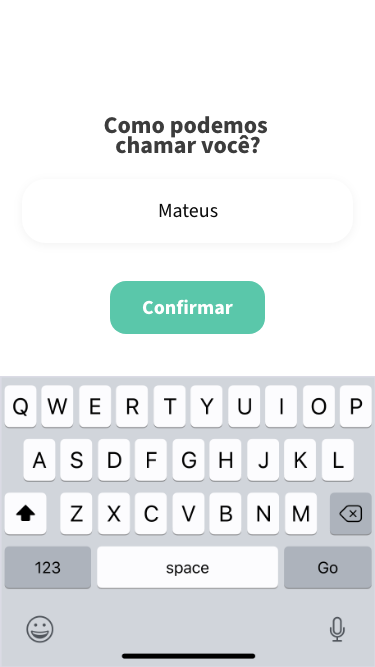 Como podemos
chamar você?
Mateus
Confirmar
Q W E R T Y U I O P
A S D F G H J K L
Z X C V B N M
123 space Go